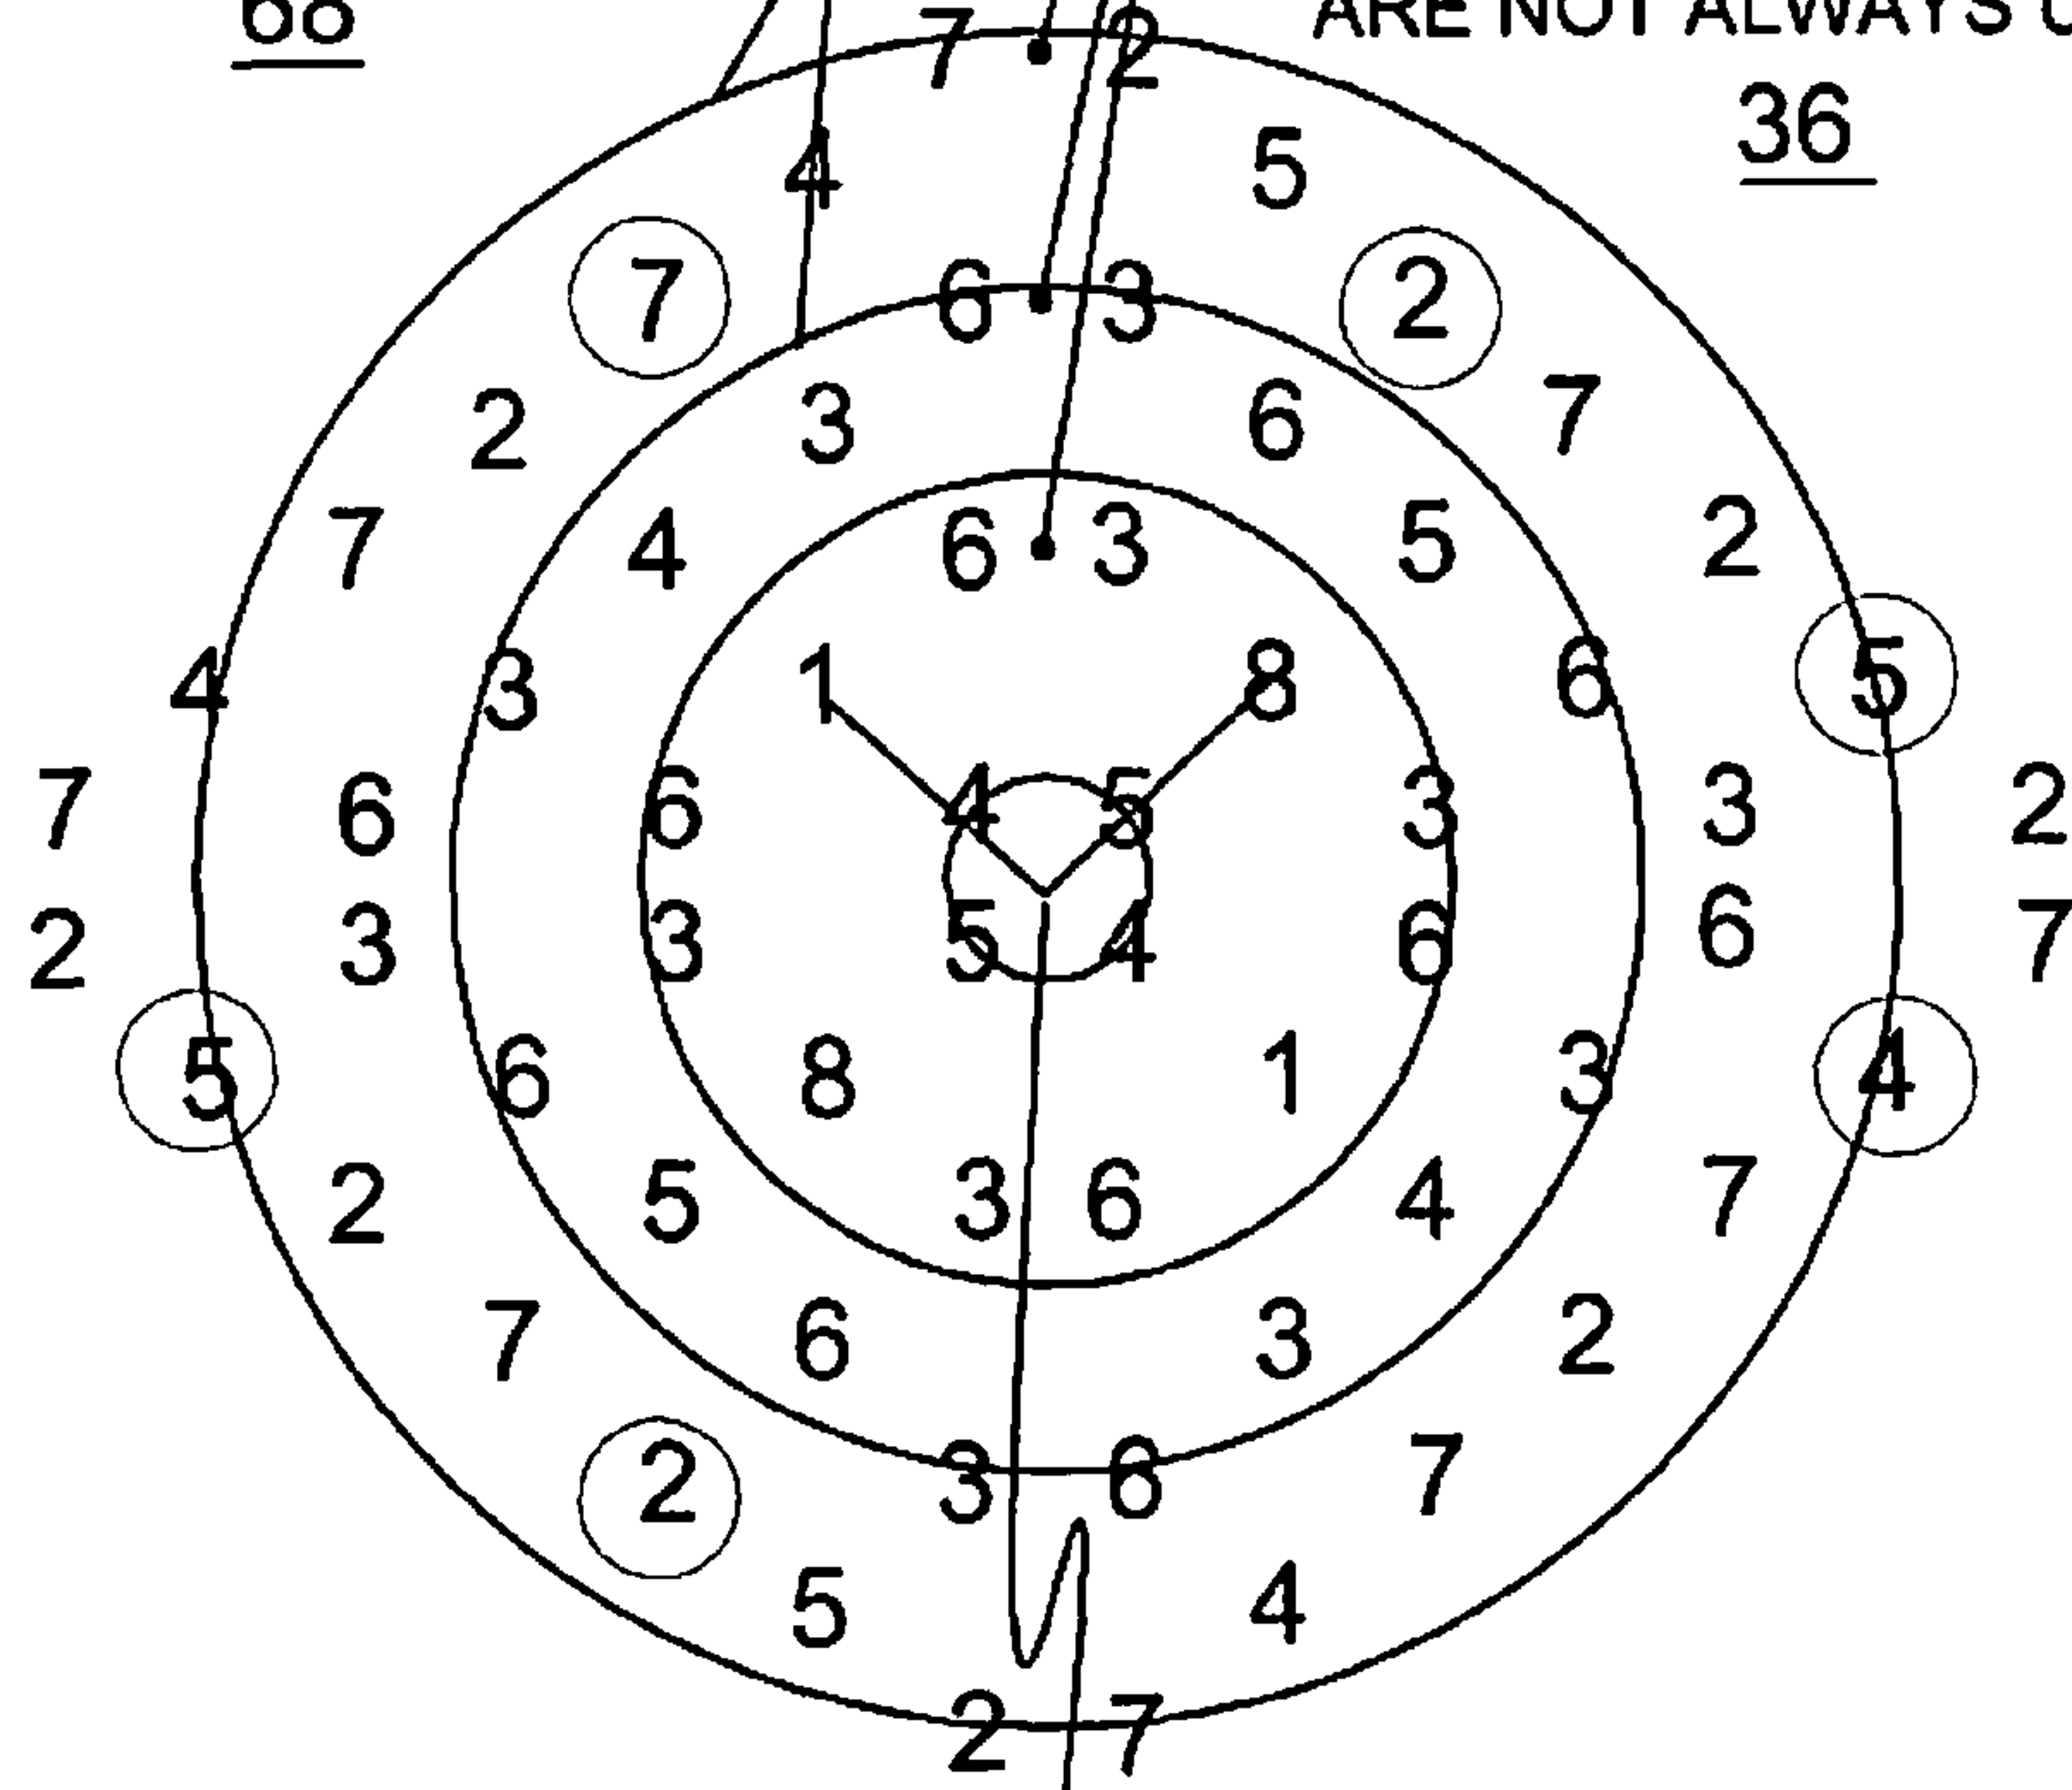 68
ARE NOT ALWAYS
7 2
36
4 5
7 2
6 3
2 3 6 7
7 4 6 3 5 2
4 3 1 8 6 5
7 6 6 4 5 3 3 2
2 3 3 5 4 6 6 7
5 6 8 1 3 4
2 5 3 6 4 7
7 6 3 2
2 3 6 7
5 4
2 7